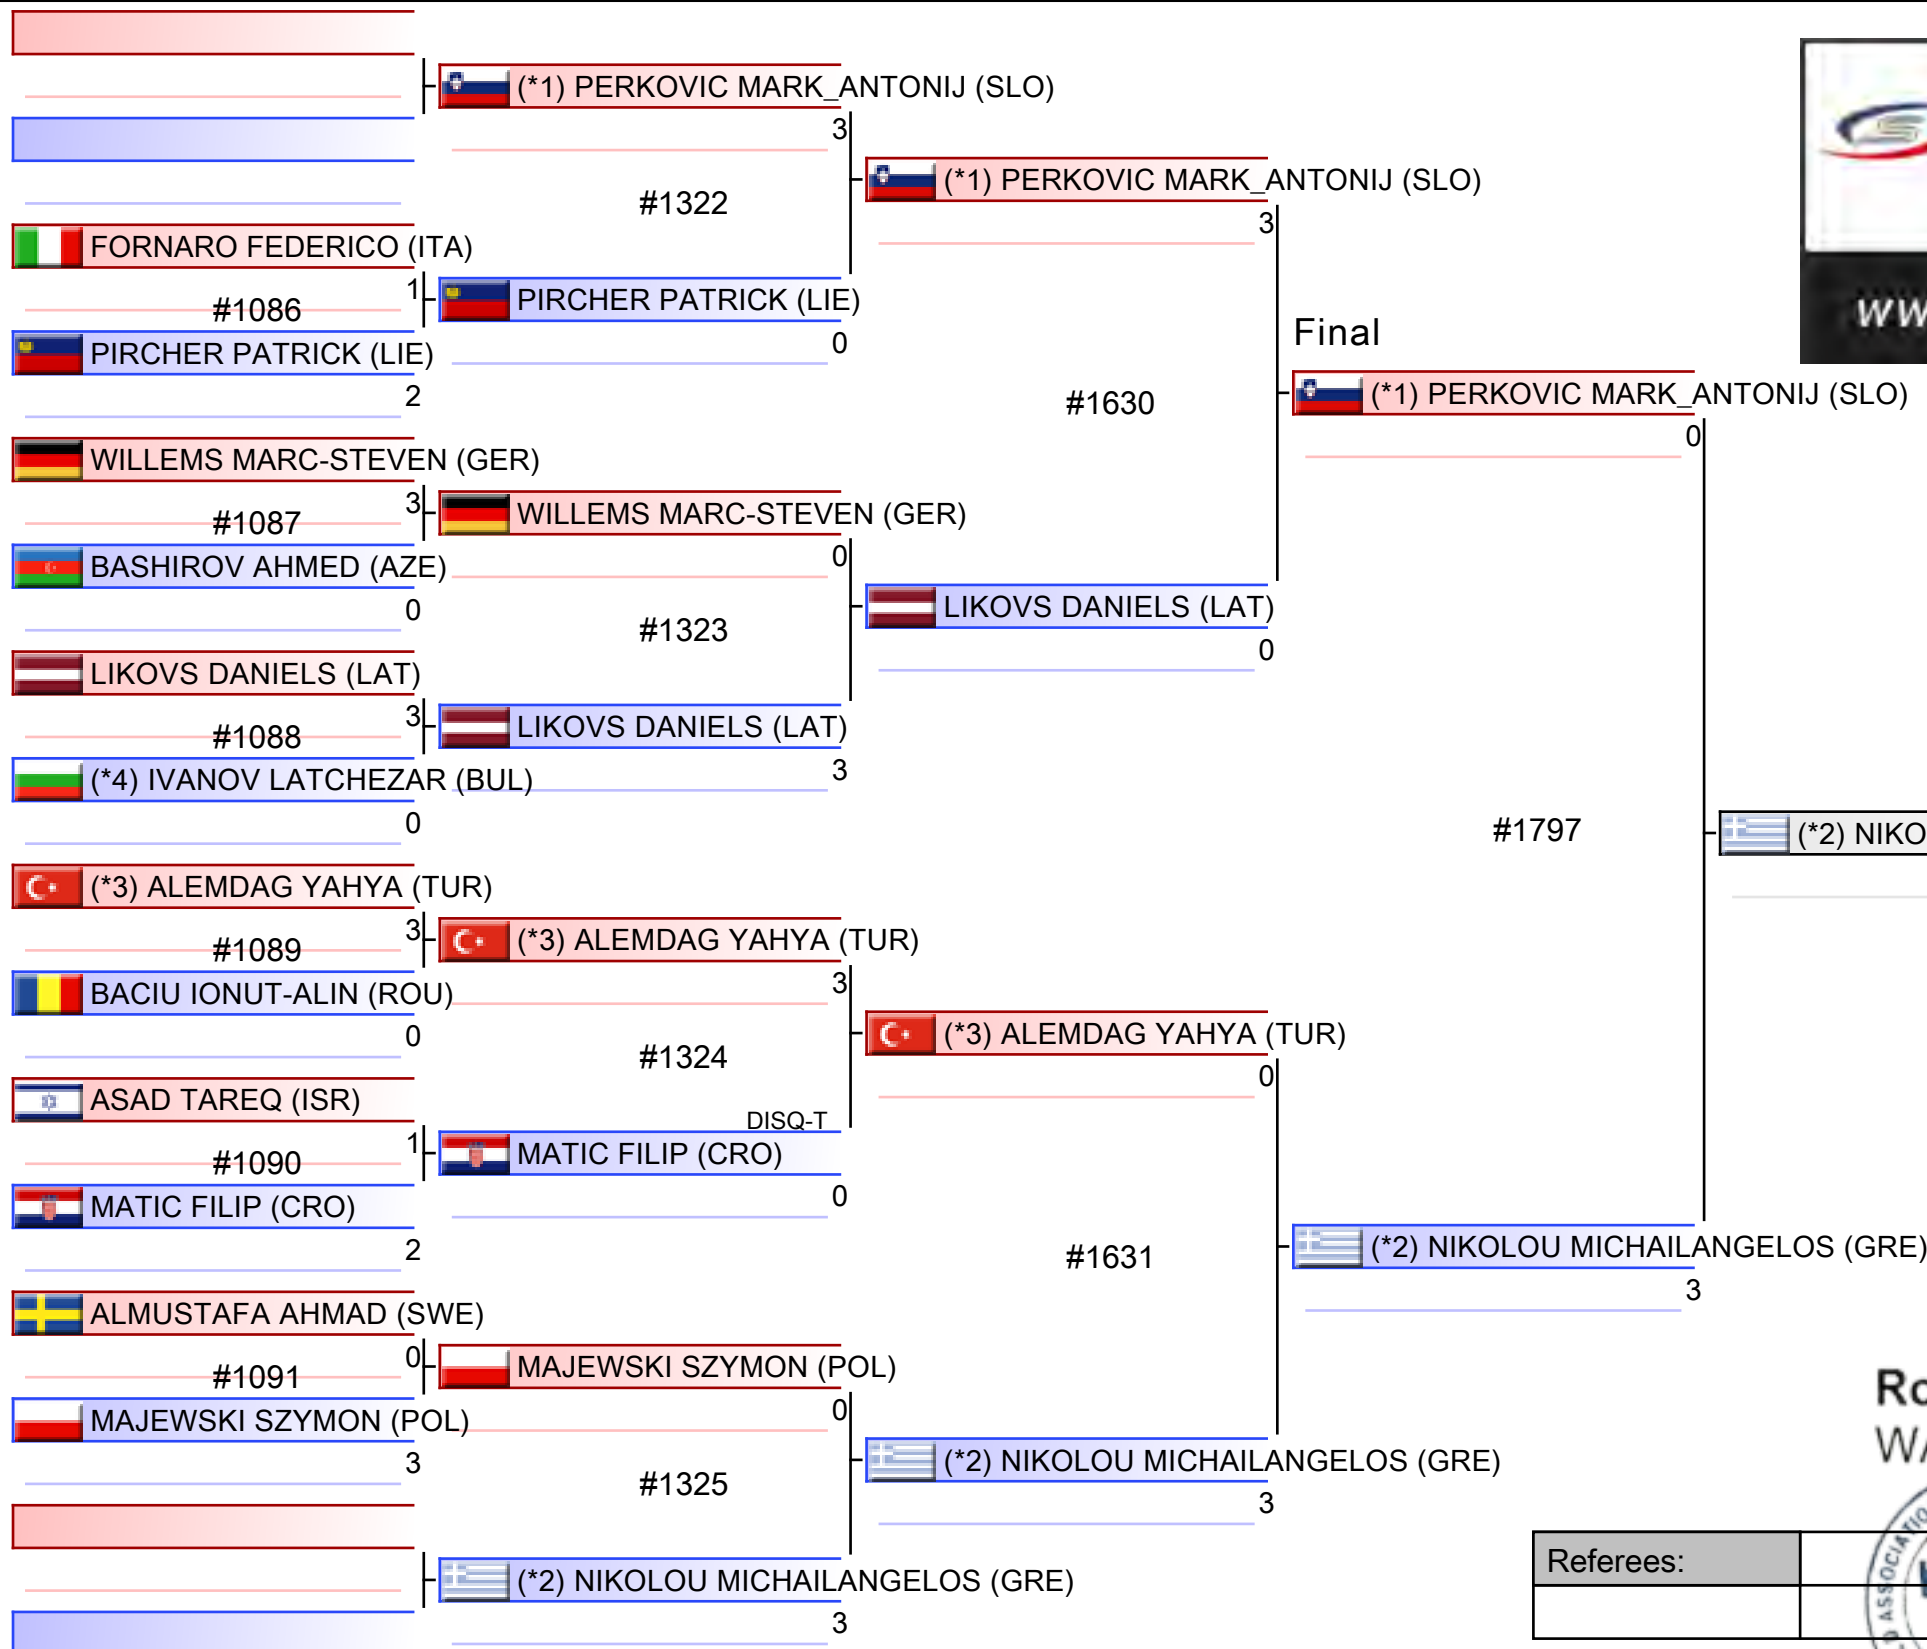 (*1) PERKOVIC MARK_ANTONIJ (SLO)
3
#1322
(*1) PERKOVIC MARK_ANTONIJ (SLO)
3
FORNARO FEDERICO (ITA)
1
#1086
PIRCHER PATRICK (LIE)
0
PIRCHER PATRICK (LIE)
2
Final
#1630
(*1) PERKOVIC MARK_ANTONIJ (SLO)
0
WILLEMS MARC-STEVEN (GER)
3
#1087
WILLEMS MARC-STEVEN (GER)
0
BASHIROV AHMED (AZE)
0
#1323
LIKOVS DANIELS (LAT)
0
LIKOVS DANIELS (LAT)
3
#1088
LIKOVS DANIELS (LAT)
3
(*4) IVANOV LATCHEZAR (BUL)
0
#1797
(*2) NIKO
(*3) ALEMDAG YAHYA (TUR)
3
#1089
(*3) ALEMDAG YAHYA (TUR)
3
BACIU IONUT-ALIN (ROU)
0
#1324
(*3) ALEMDAG YAHYA (TUR)
0
ASAD TAREQ (ISR)
1
#1090
DISQ-T
MATIC FILIP (CRO)
0
MATIC FILIP (CRO)
2
#1631
(*2) NIKOLOU MICHAILANGELOS (GRE)
3
ALMUSTAFA AHMAD (SWE)
0
#1091
MAJEWSKI SZYMON (POL)
0
MAJEWSKI SZYMON (POL)
3
#1325
(*2) NIKOLOU MICHAILANGELOS (GRE)
3
(*2) NIKOLOU MICHAILANGELOS (GRE)
3
Referees: